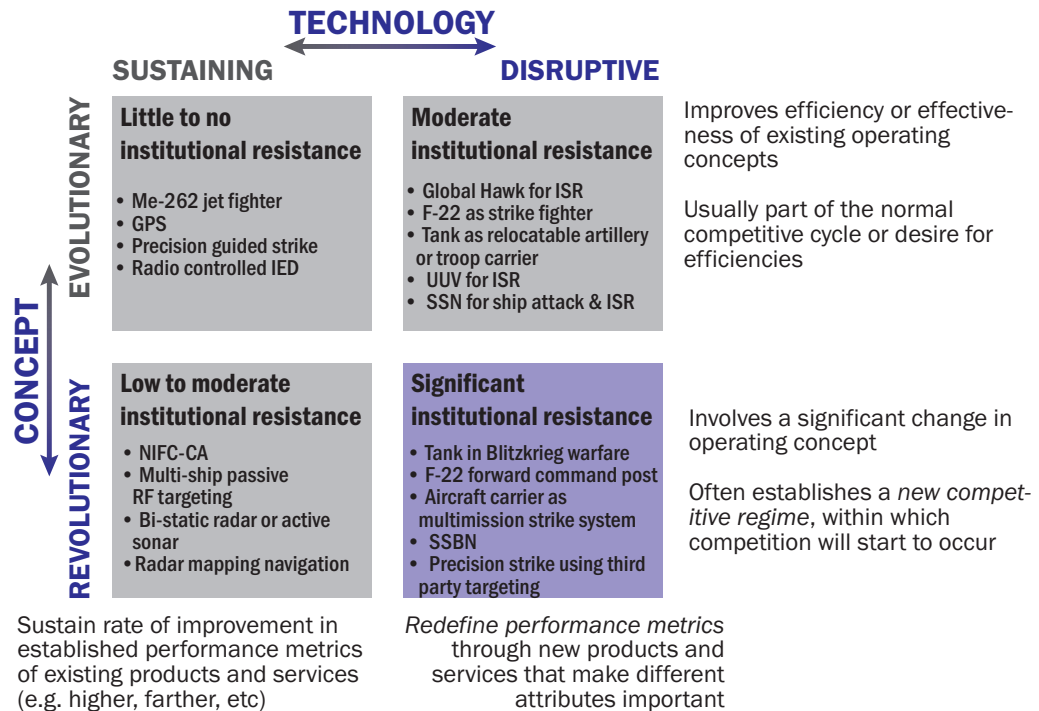 TECHNOLOGY
SUSTAINING
DISRUPTIVE
CONCEPT
EVOLUTIONARY
Little to no
institutional resistance
• Me-262 jet fighter
• GPS
• Precision guided strike
• Radio controlled IED
Moderate
institutional resistance
• Global Hawk for ISR
• F-22 as strike fighter
• Tank as relocatable artillery
or troop carrier
• UUV for ISR
• SSN for ship attack & ISR
Improves efficiency or effective-
ness of existing operating
concepts
Usually part of the normal
competitive cycle or desire for
efficiencies
REVOLUTIONARY
Low to moderate
institutional resistance
• NIFC-CA
• Multi-ship passive
RF targeting
• Bi-static radar or active
sonar
• Radar mapping navigation
Significant
institutional resistance
• Tank in Blitzkrieg warfare
• F-22 forward command post
• Aircraft carrier as
multimission strike system
• SSBN
• Precision strike using third
party targeting
Involves a significant change in
operating concept
Often establishes a new compet-
itive regime, within which
competition will start to occur
Sustain rate of improvement in
established performance metrics
of existing products and services
(e.g. higher, farther, etc)
Redefine performance metrics
through new products and
services that make different
attributes important